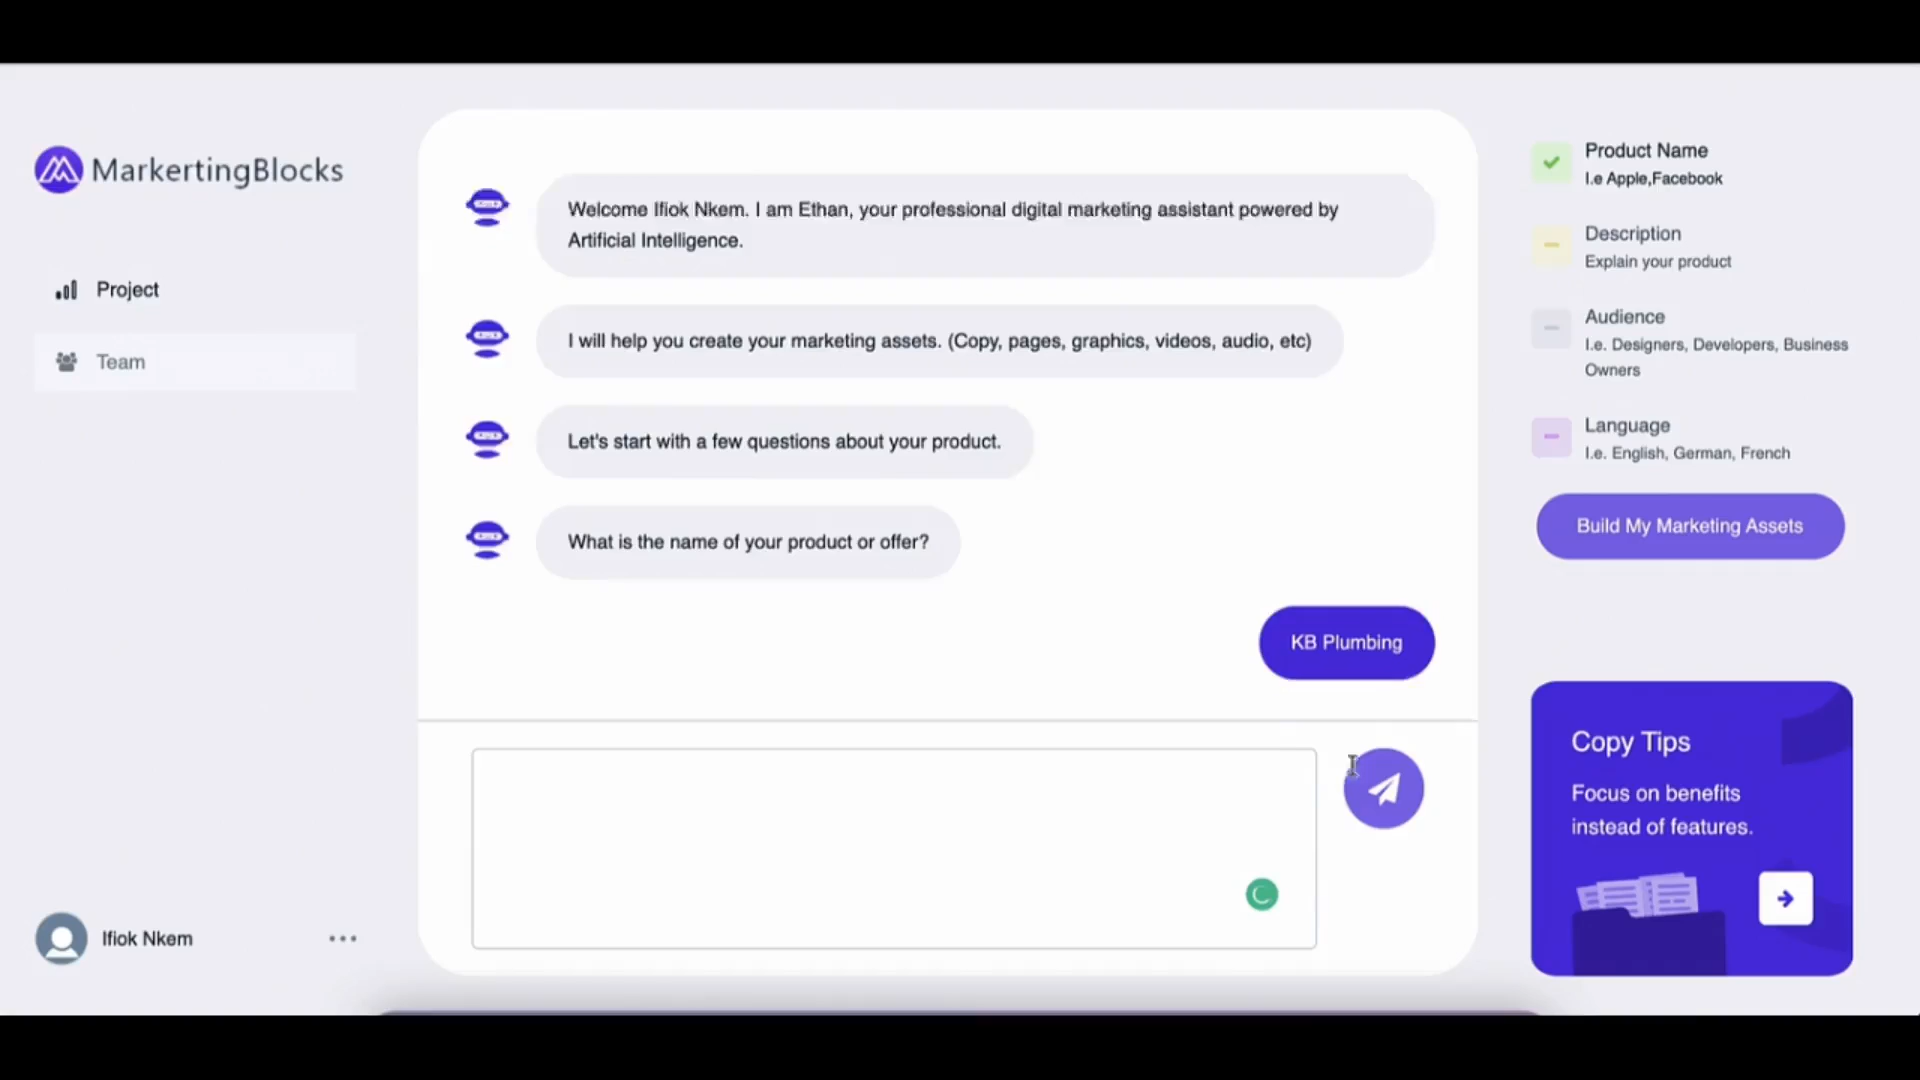 MarkertingBlocks
Project
Team
Ifiok Nkem
Welcome Ifiok Nkem. I am Ethan, your professional digital marketing assistant powered by
Artificial Intelligence.
I will help you create your marketing assets. (Copy, pages, graphics, videos, audio, etc)
Let's start with a few questions about your product.
What is the name of your product or offer?
KB Plumbing
Product Name
I.e Apple,Facebook
Description
Explain your product
Audience
I.e. Designers, Developers, Business
Owners
Language
I.e. English, German, French
Build My Marketing Assets
Copy Tips
Focus on benefits
instead of features.